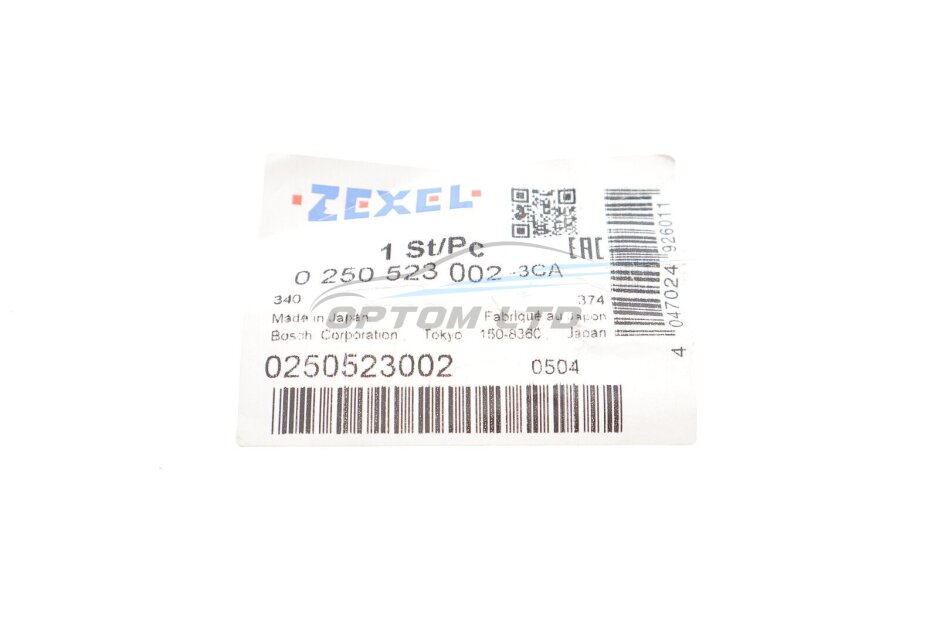 ZEXEL
1 St/Pc
EAC
0 250 523 002 -3CA
340 374
Made in Japan Fabriqué au Japon
OPTOM LTD.
Bosch Corporation, Tokyo 150-8360, Japan
0250523002 0504
4 047024 926011